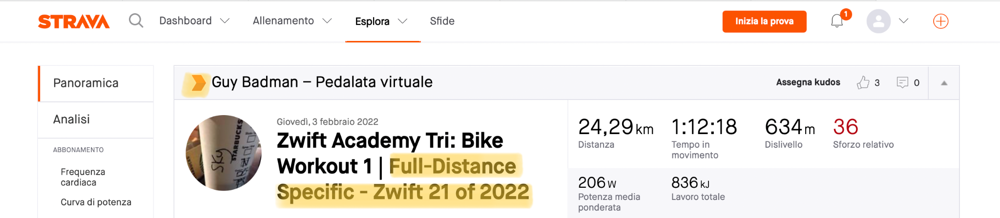 STRAVA
Dashboard
Allenamento
Esplora
Sfide
Inizia la prova
1
Panoramica
Analisi
ABBONAMENTO
Frequenza
cardiaca
Curva di potenza
Guy Badman – Pedalata virtuale
Assegna kudos
3
0
SKY
STARBUCKS
Giovedì, 3 febbraio 2022
Zwift Academy Tri: Bike
Workout 1 | Full-Distance
Specific - Zwift 21 of 2022
24,29 km
Distanza
1:12:18
Tempo in
movimento
634 m
Dislivello
36
Sforzo relativo
206 W
Potenza media
ponderata
836 kJ
Lavoro totale